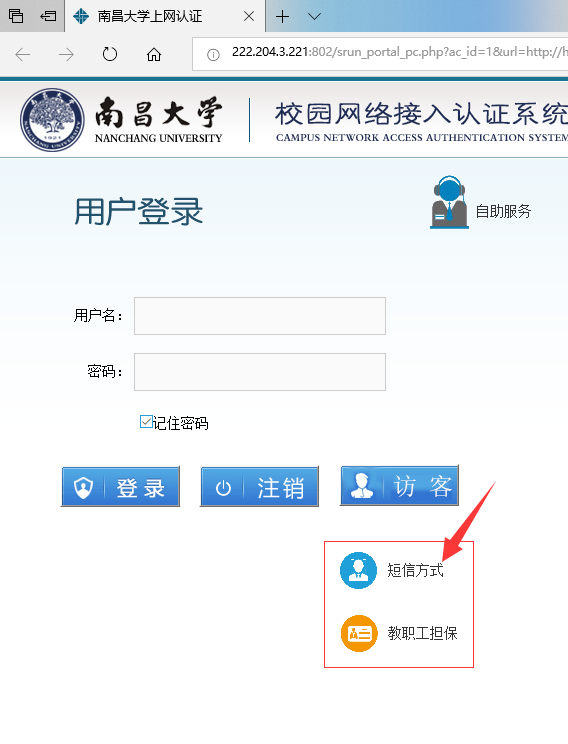 南昌大学上网认证
222.204.3.221:802/srun_portal_pc.php?ac_id=1&url=http://h
南昌大学
NANCHANG UNIVERSITY
校园网络接入认证系统
CAMPUS NETWORK ACCESS AUTHENTICATION SYSTEM
用户登录
自助服务
用户名：
密码：
记住密码
登录 注销 访客
短信方式
教职工担保